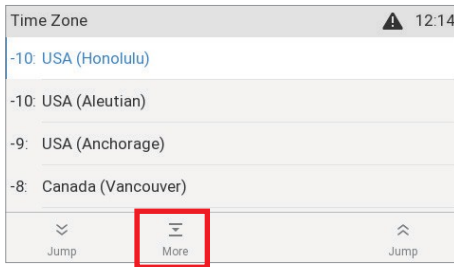 Time Zone 12:14
-10: USA (Honolulu)
-10: USA (Aleutian)
-9: USA (Anchorage)
-8: Canada (Vancouver)
Jump More Jump